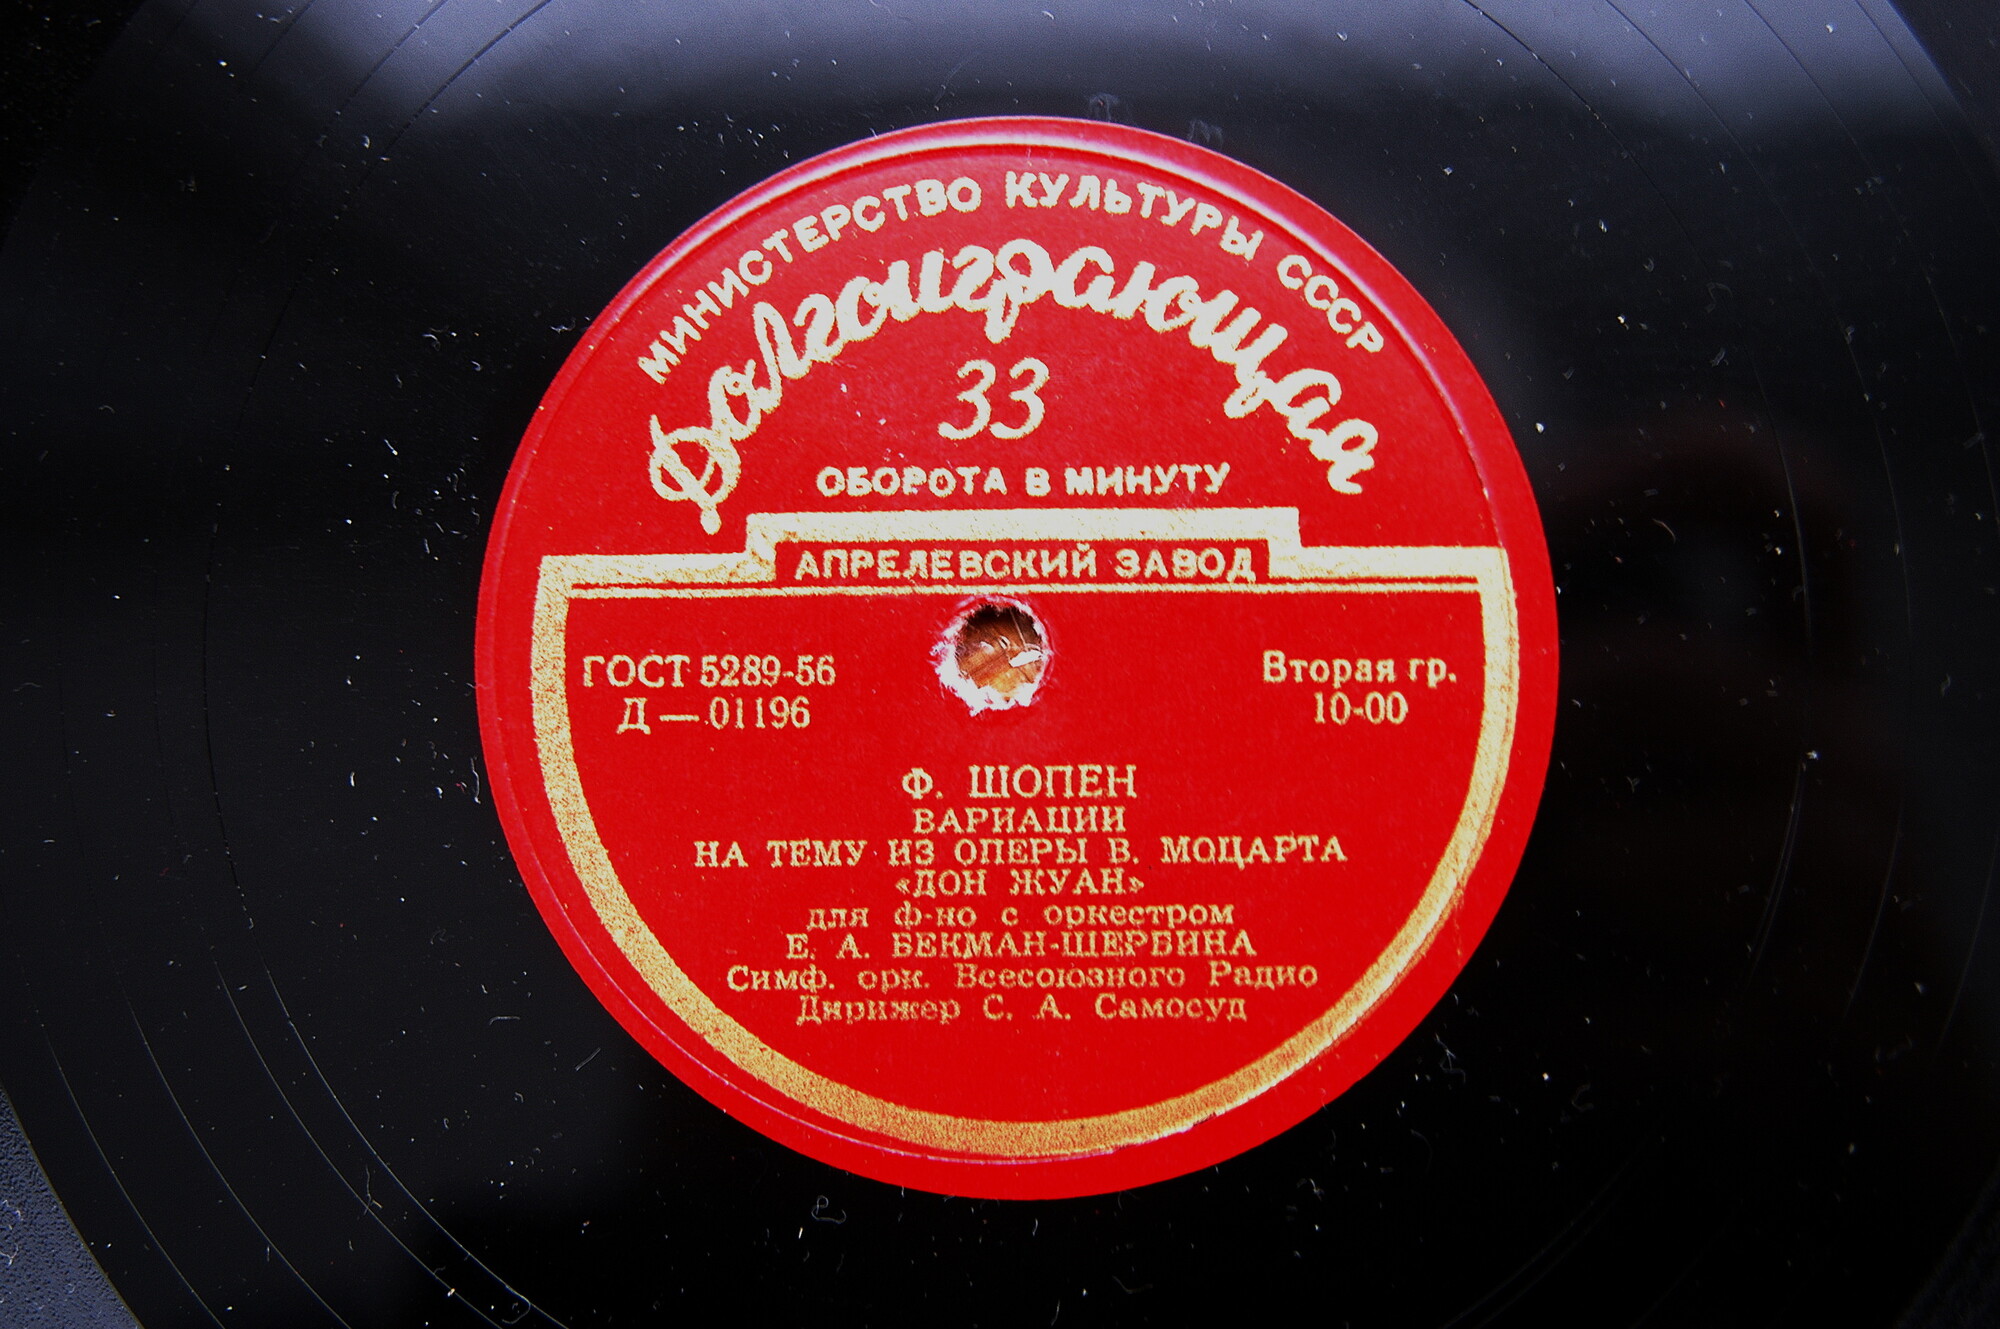 МИНИСТЕРСТВО КУЛЬТУРЫ СССР
Долгоиграющая
33
ОБОРОТА В МИНУТУ
АПРЕЛЕВСКИЙ ЗАВОД
ГОСТ 5289-56
Д — 01196
Вторая гр.
10-00
Ф. ШОПЕН
ВАРИАЦИИ
НА ТЕМУ ИЗ ОПЕРЫ В. МОЦАРТА
«ДОН ЖУАН»
для ф-но с оркестром
Е. А. БЕКМАН-ЩЕРБИНА
Симф. орк. Всесоюзного Радио
Дирижер С. А. Самосуд